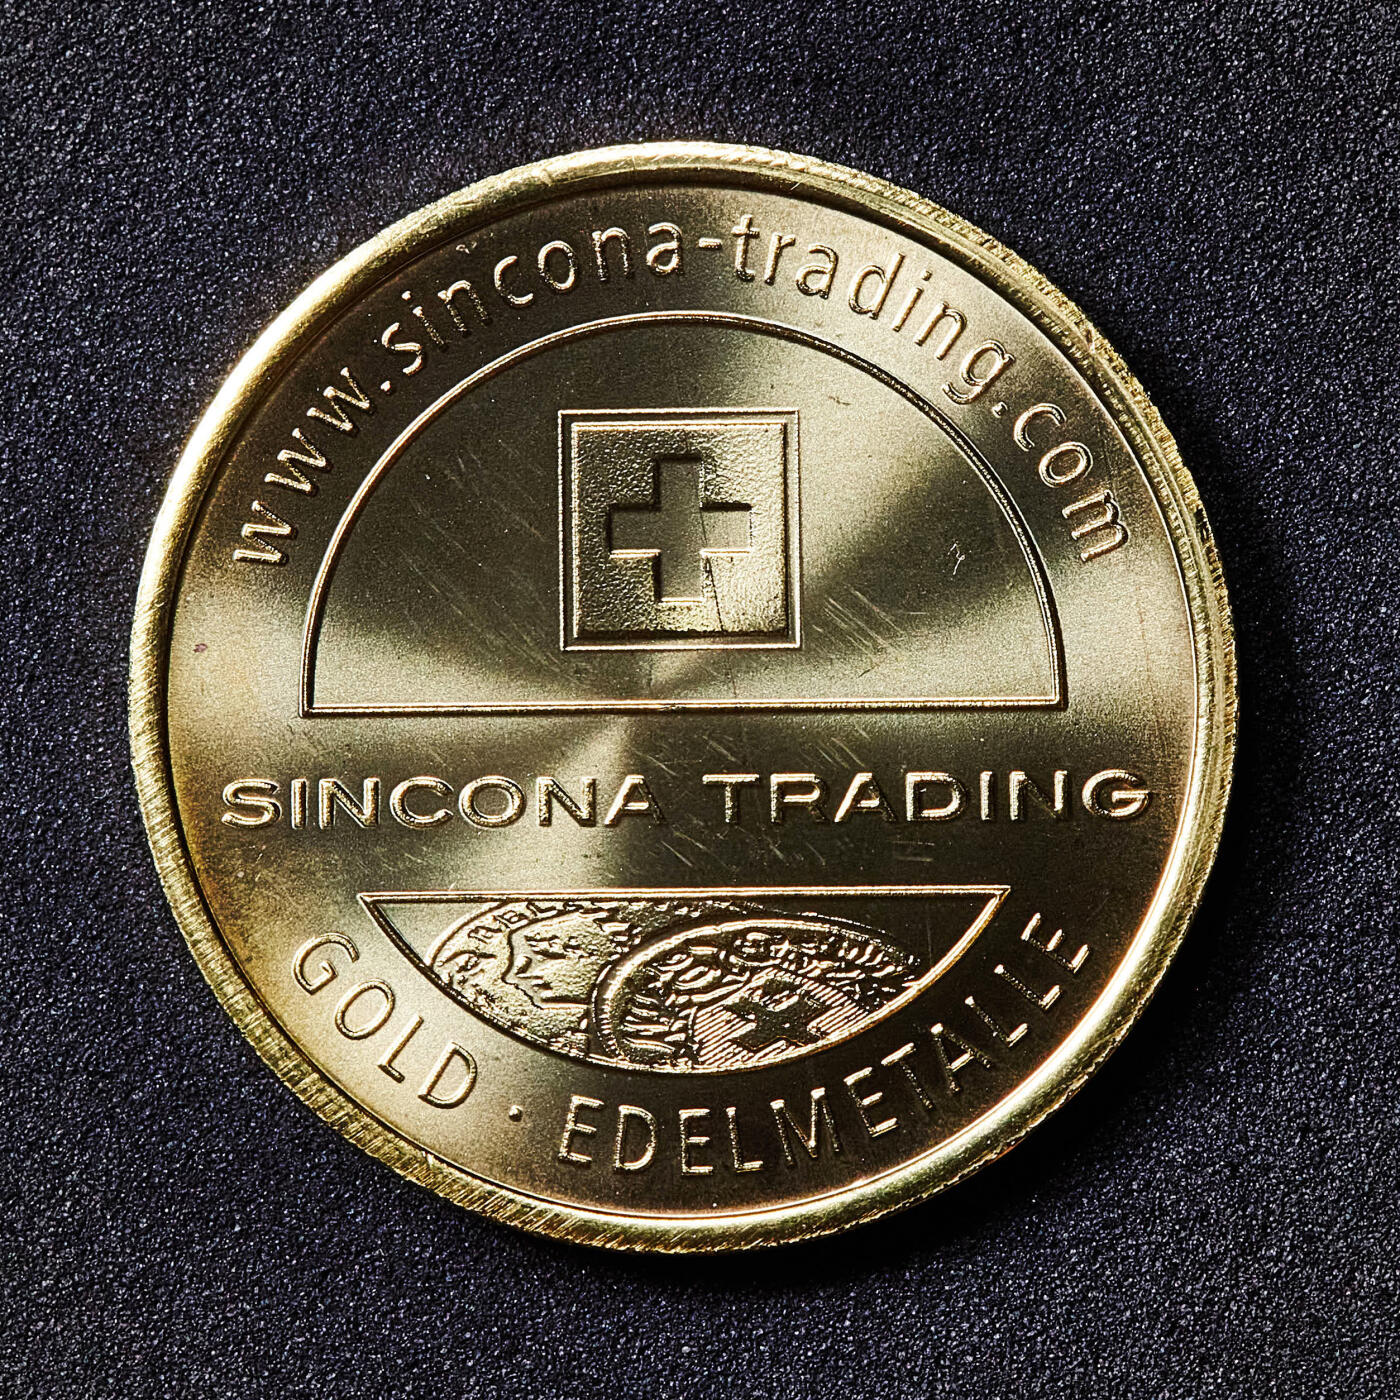 www.sincona-trading.com
SINCONA TRADING
GOLD · EDELMETALLE